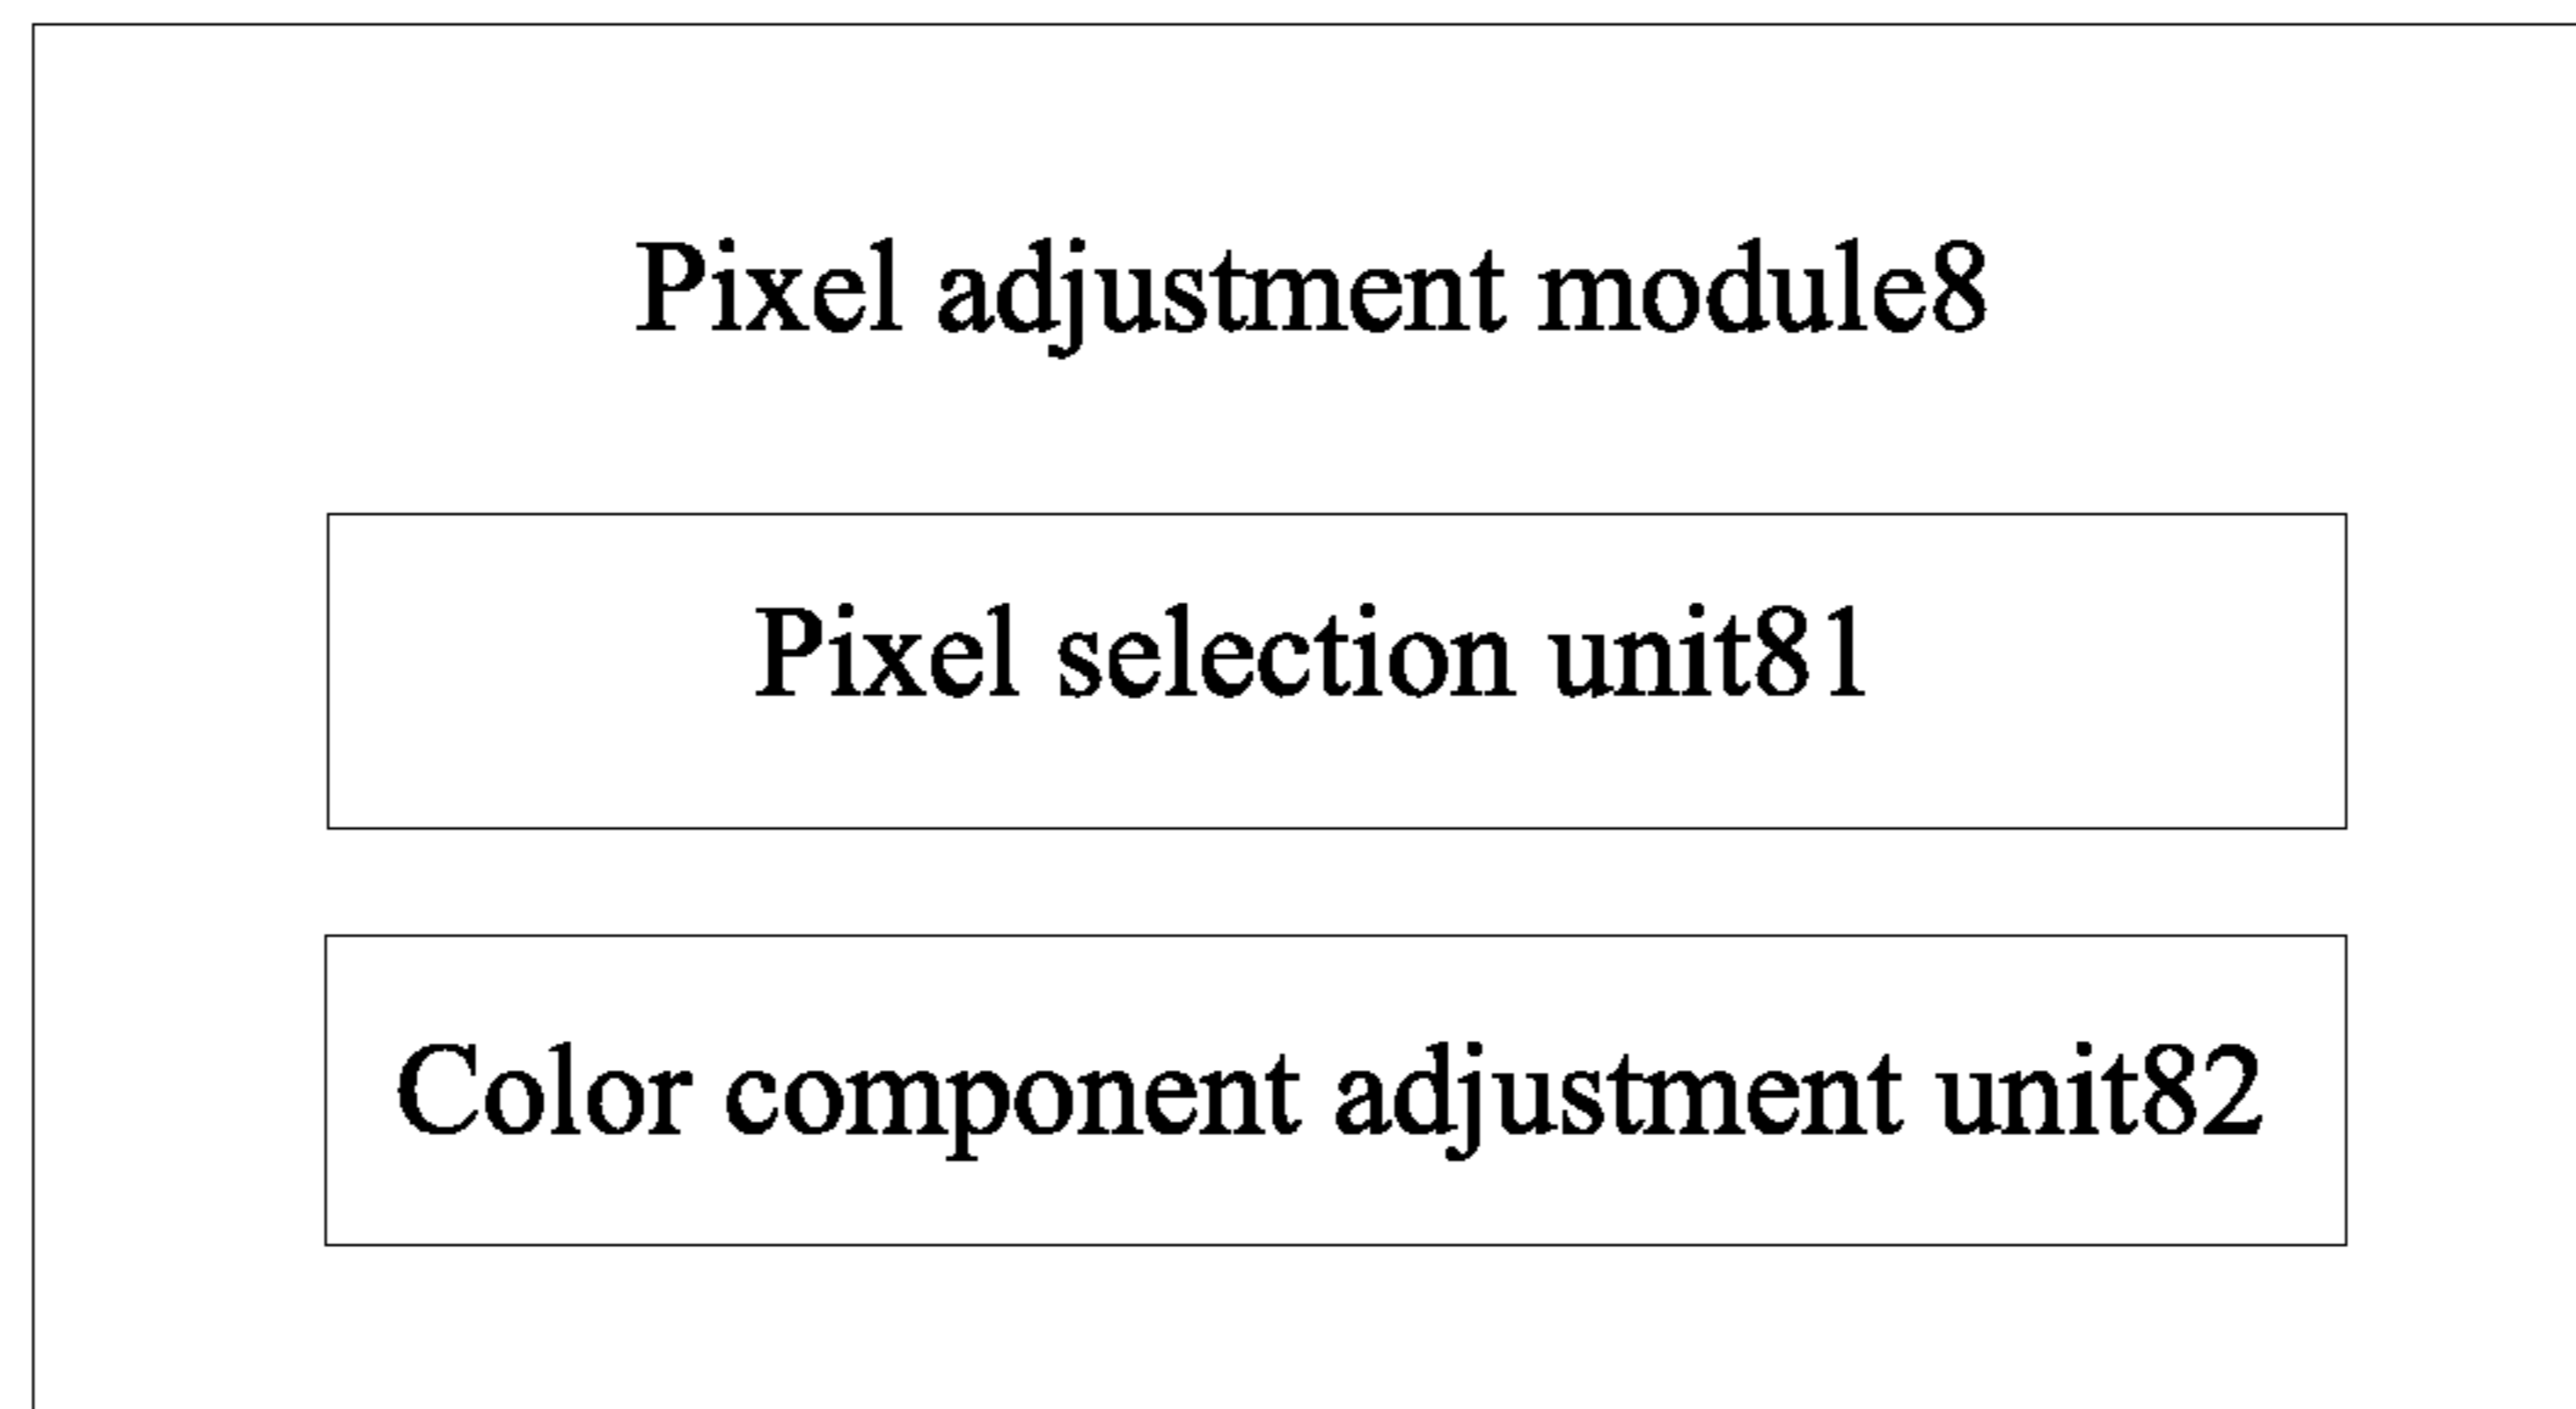 Pixel adjustment module8
Pixel selection unit81
Color component adjustment unit82